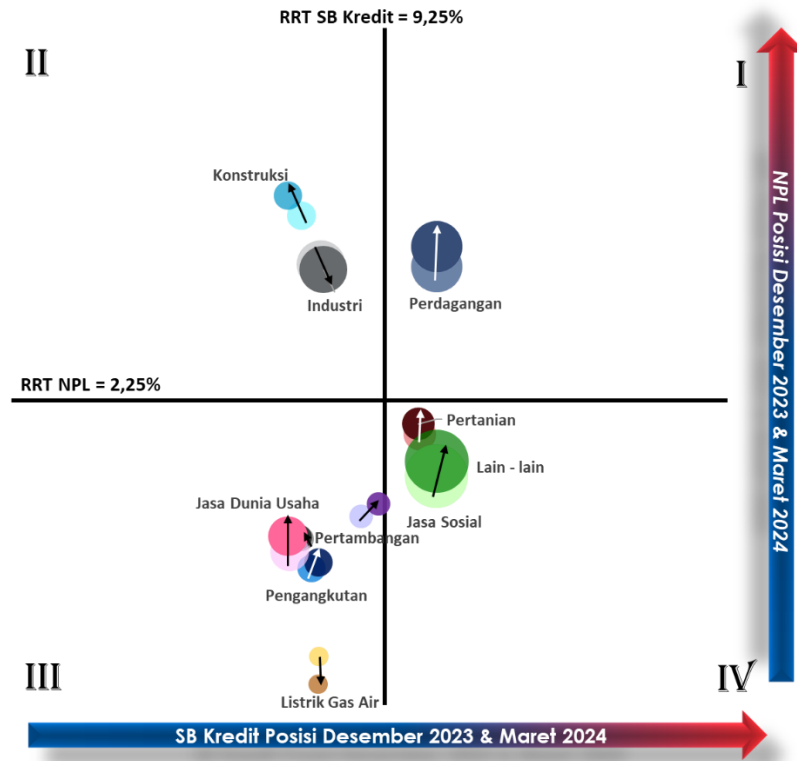 RRT SB Kredit = 9,25%
II
I
Konstruksi
Industri
Perdagangan
RRT NPL = 2,25%
Pertanian
Lain - lain
Jasa Dunia Usaha
Jasa Sosial
Pertambangan
Pengangkutan
III
IV
Listrik Gas Air
SB Kredit Posisi Desember 2023 & Maret 2024
NPL Posisi Desember 2023 & Maret 2024